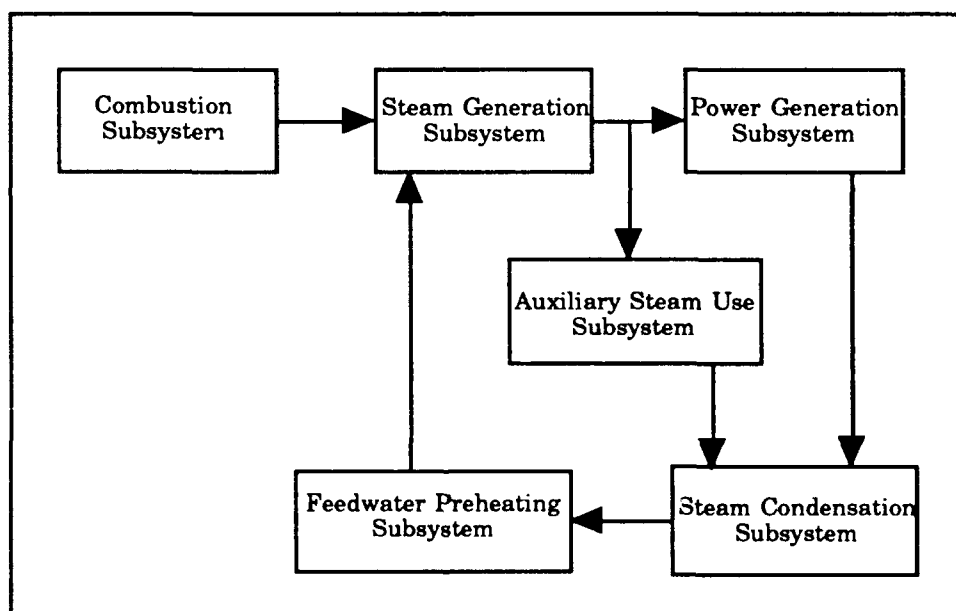 Combustion
Subsystem
Steam Generation
Subsystem
Power Generation
Subsystem
Auxiliary Steam Use
Subsystem
Feedwater Preheating
Subsystem
Steam Condensation
Subsystem